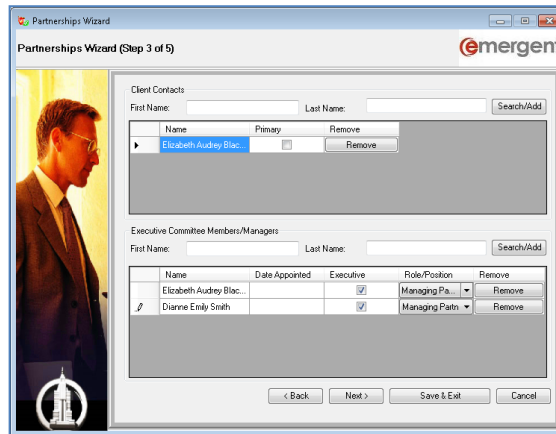 Partnerships Wizard
Partnerships Wizard (Step 3 of 5)
emergent
Client Contacts
First Name: Last Name: Search/Add
Name Primary Remove
Elizabeth Audrey Blac... Remove
Executive Committee Members/Managers
First Name: Last Name: Search/Add
Name Date Appointed Executive Role/Position Remove
Elizabeth Audrey Blac... Managing Pa... Remove
Dianne Emily Smith Managing Partn Remove
< Back Next > Save & Exit Cancel